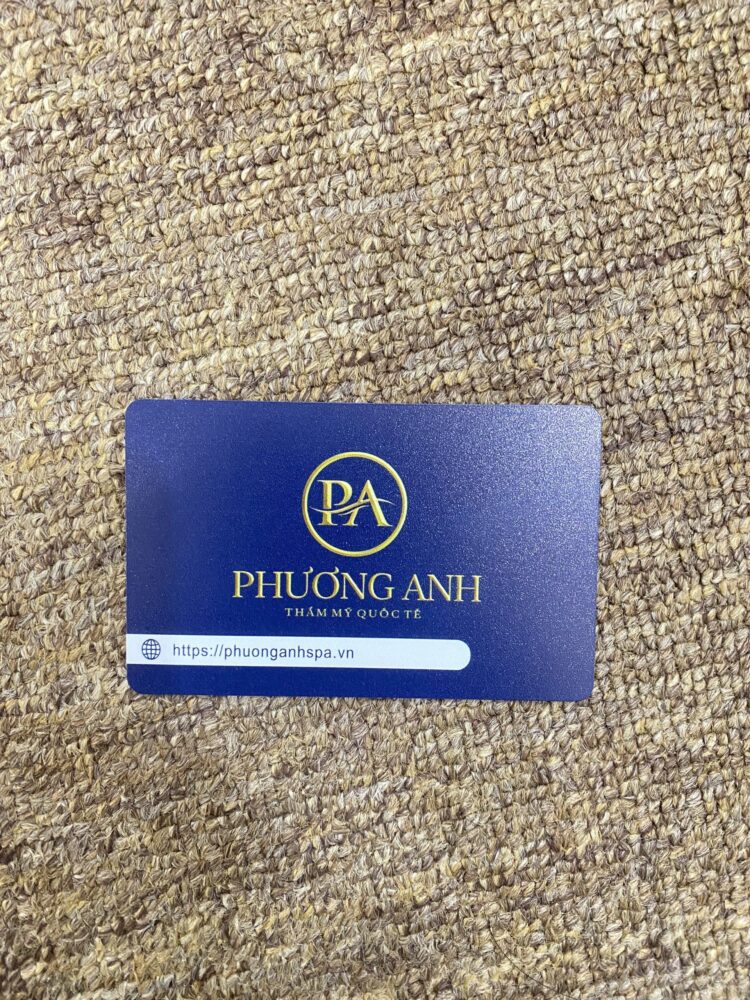 PA
PHƯƠNG ANH
THẨM MỸ QUỐC TẾ
https://phuonganhspa.vn